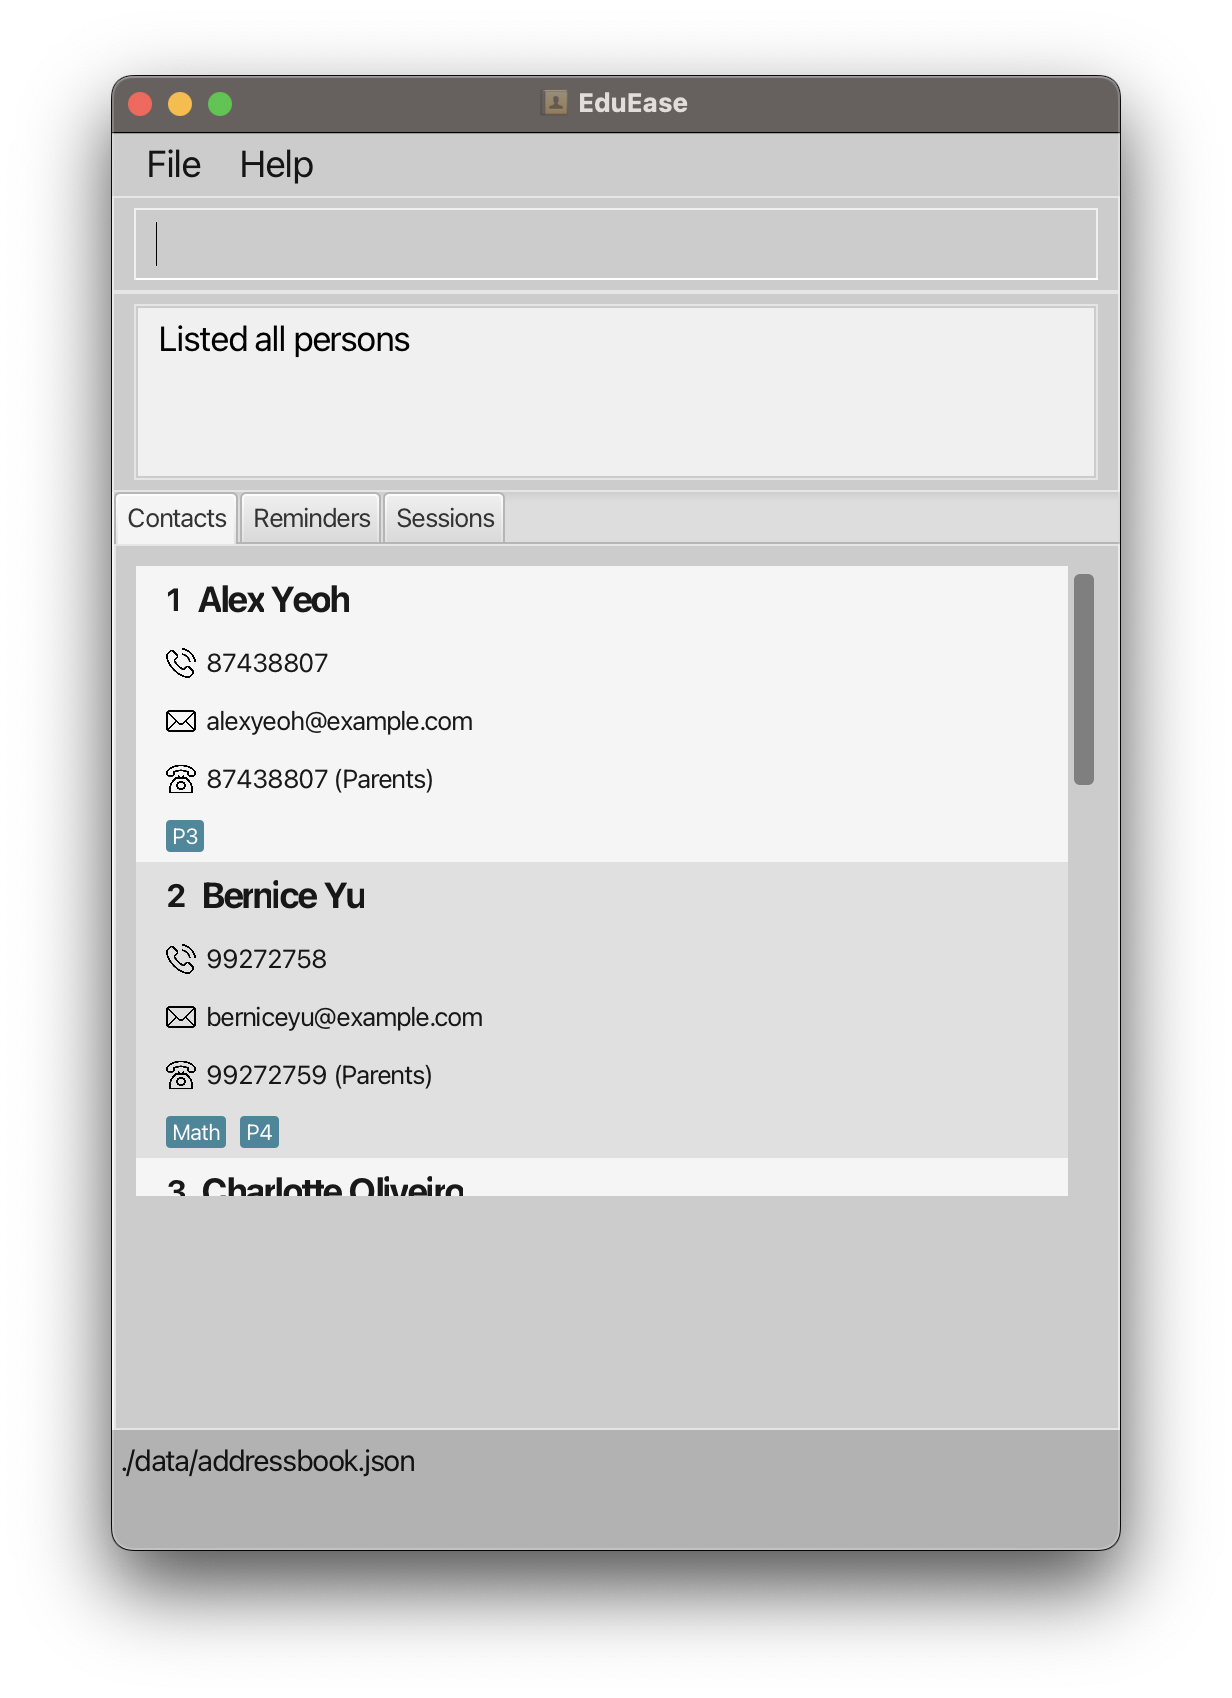 EduEase
File Help
Listed all persons
Contacts Reminders Sessions
1 Alex Yeoh
87438807
alexyeoh@example.com
87438807 (Parents)
P3
2 Bernice Yu
99272758
berniceyu@example.com
99272759 (Parents)
Math P4
3 Charlotte Oliveiro
./data/addressbook.json